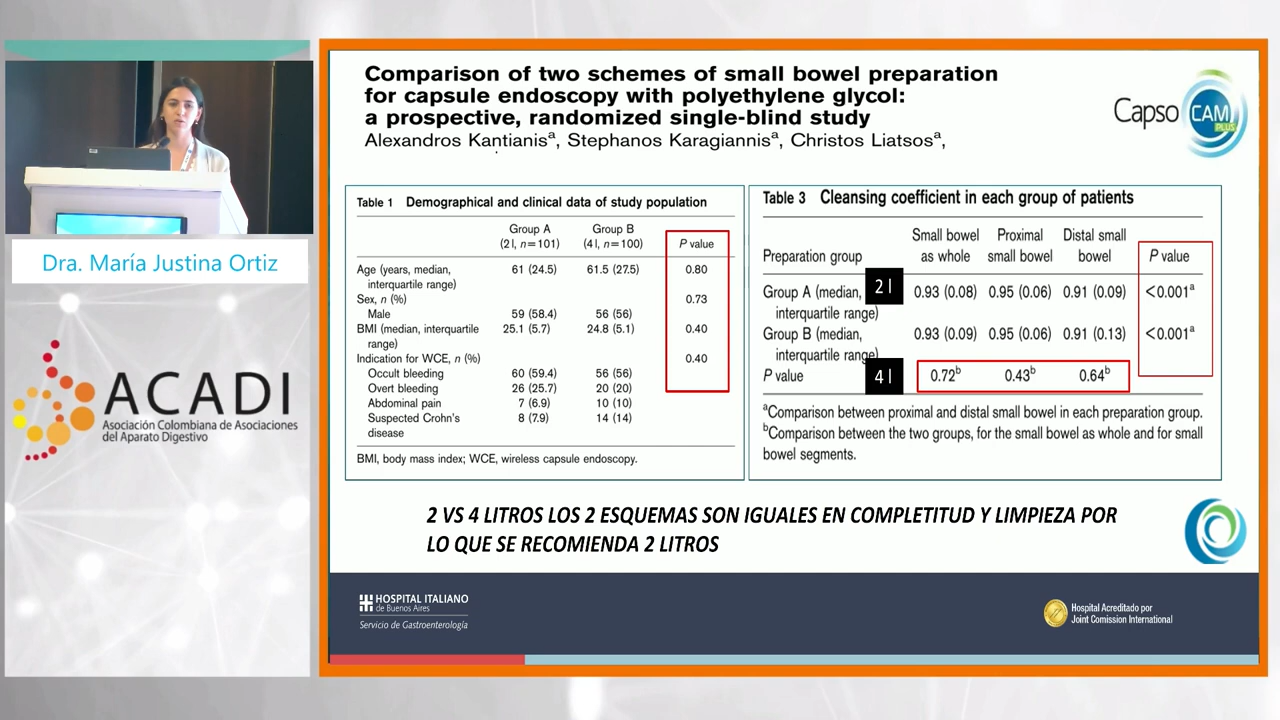 Comparison of two schemes of small bowel preparation
for capsule endoscopy with polyethylene glycol:
a prospective, randomized single-blind study
Alexandros Kantianisᵃ, Stephanos Karagiannisᵃ, Christos Liatsosᵃ,
Capso CAM PLUS
Dra. María Justina Ortiz
ACADI
Asociación Colombiana de Asociaciones
del Aparato Digestivo
Table 1 Demographical and clinical data of study population
Group A Group B
(2 l, n=101) (4 l, n=100) P value
Age (years, median, 61 (24.5) 61.5 (27.5) 0.80
interquartile range)
Sex, n (%) 0.73
Male 59 (58.4) 56 (56)
BMI (median, interquartile 25.1 (5.7) 24.8 (5.1) 0.40
range)
Indication for WCE, n (%) 0.40
Occult bleeding 60 (59.4) 56 (56)
Overt bleeding 26 (25.7) 20 (20)
Abdominal pain 7 (6.9) 10 (10)
Suspected Crohn's 8 (7.9) 14 (14)
disease
BMI, body mass index; WCE, wireless capsule endoscopy.
Table 3 Cleansing coefficient in each group of patients
Small bowel Proximal Distal small
Preparation group as whole small bowel bowel P value
Group A (median, 2 l 0.93 (0.08) 0.95 (0.06) 0.91 (0.09) <0.001ᵃ
interquartile range)
Group B (median, 0.93 (0.09) 0.95 (0.06) 0.91 (0.13) <0.001ᵃ
interquartile range)
P value 4 l 0.72ᵇ 0.43ᵇ 0.64ᵇ
ᵃComparison between proximal and distal small bowel in each preparation group.
ᵇComparison between the two groups, for the small bowel as whole and for small
bowel segments.
2 VS 4 LITROS LOS 2 ESQUEMAS SON IGUALES EN COMPLETITUD Y LIMPIEZA POR
LO QUE SE RECOMIENDA 2 LITROS
HOSPITAL ITALIANO
de Buenos Aires
Servicio de Gastroenterología
Hospital Acreditado por
Joint Comission International